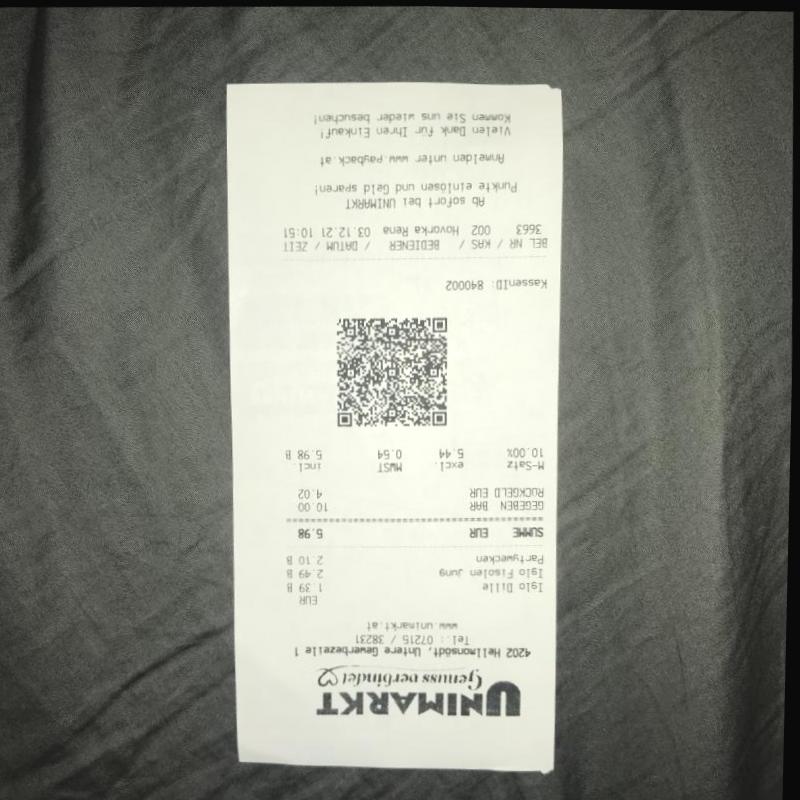 UNIMARKT
Genuss verbindet
4202 Hellmonsödt, Untere Gewerbezeile 1
Tel.: 07215 / 38231
www.unimarkt.at
EUR
Iglo Dille 1.39 B
Iglo Fisolen jung 2.49 B
Partywecken 2.10 B
SUMME EUR 5.98
GEGEBEN BAR 10.00
RÜCKGELD EUR 4.02
M-Satz excl. MWST incl.
10.00% 5.44 0.54 5.98 B
KassenID: 840002
BEL NR / KAS / BEDIENER / DATUM / ZEIT
3663 002 Hovorka Rena 03.12.21 10:51
Ab sofort bei UNIMARKT
Punkte einlösen und Geld sparen!
Anmelden unter www.payback.at
Vielen Dank für Ihren Einkauf!
Kommen Sie uns wieder besuchen!